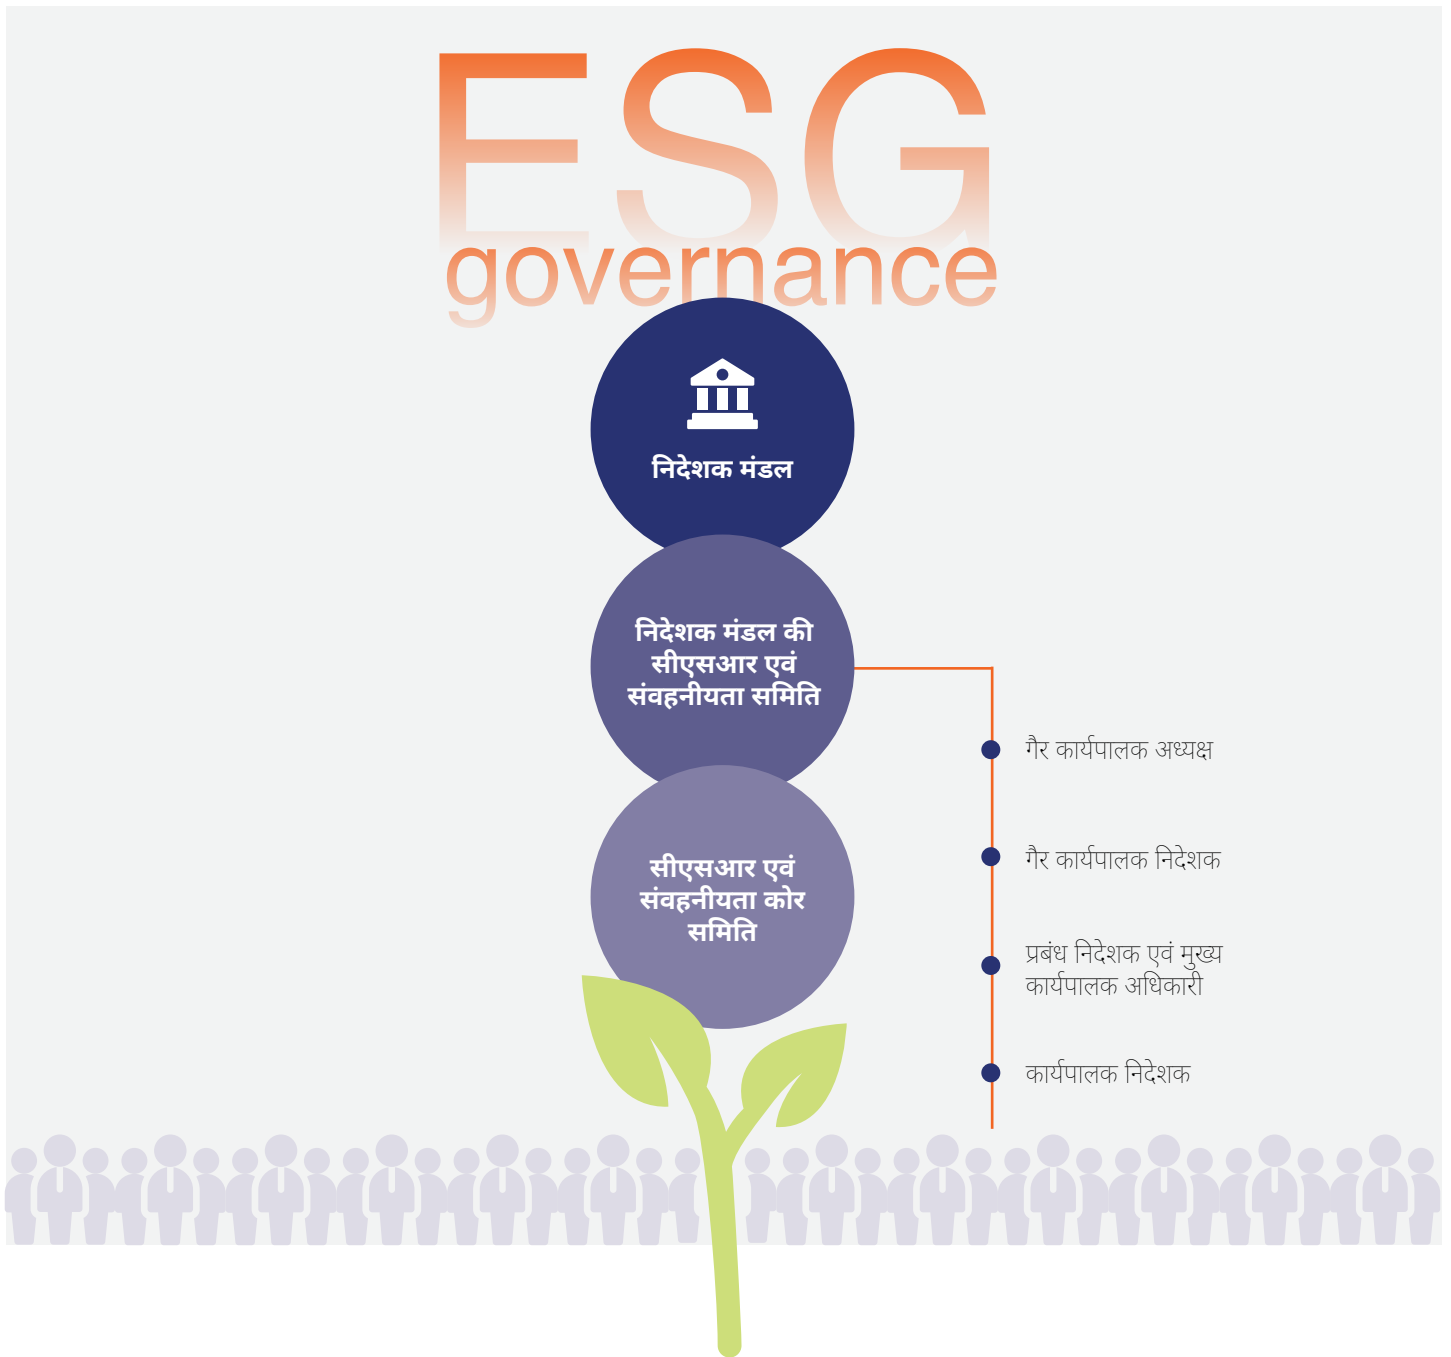 ESG
governance
निदेशक मंडल
निदेशक मंडल की
सीएसआर एवं
संवहनीयता समिति
गैर कार्यपालक अध्यक्ष
गैर कार्यपालक निदेशक
प्रबंध निदेशक एवं मुख्य
कार्यपालक अधिकारी
कार्यपालक निदेशक
सीएसआर एवं
संवहनीयता कोर
समिति